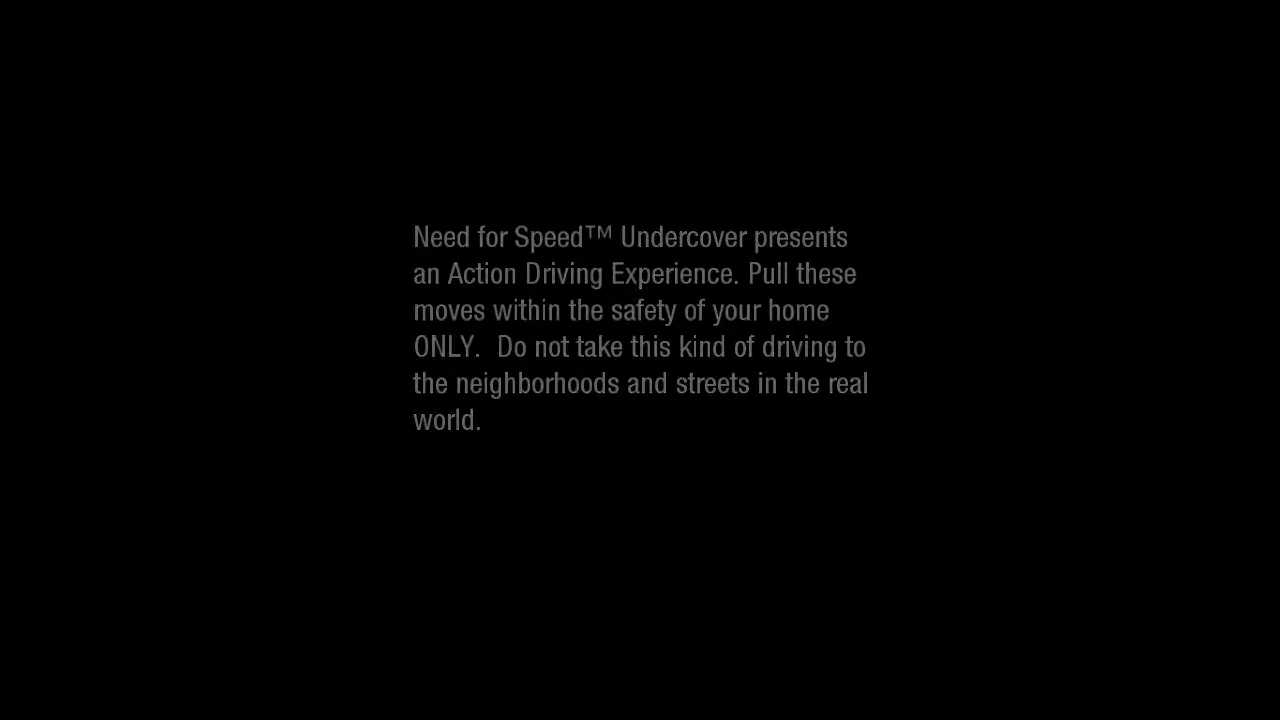 Need for Speed™ Undercover presents
an Action Driving Experience. Pull these
moves within the safety of your home
ONLY.  Do not take this kind of driving to
the neighborhoods and streets in the real
world.